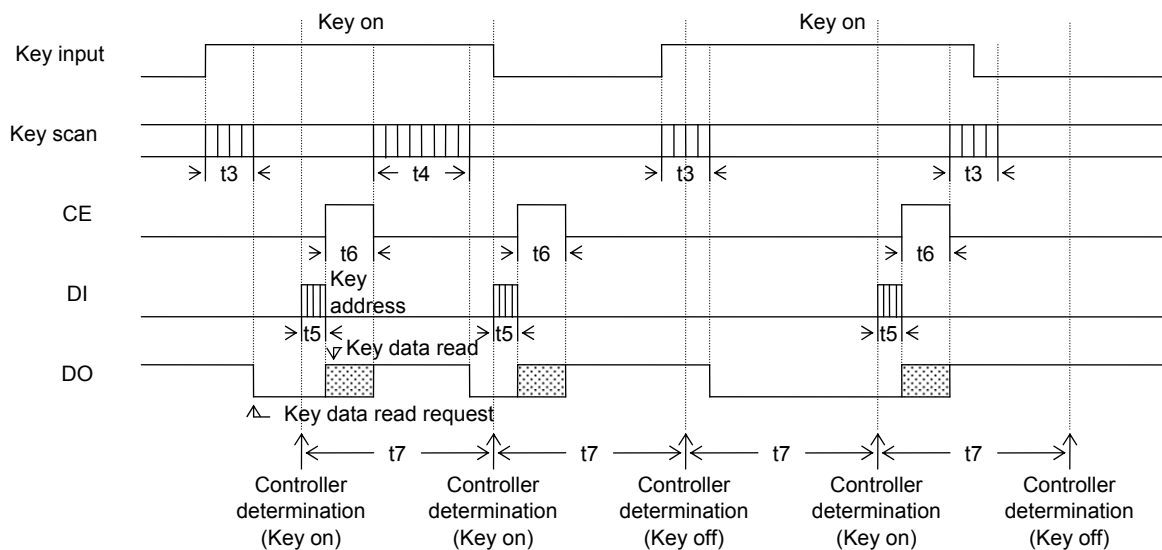 Key on
Key on
Key input
Key scan
t3
t4
t3
t3
CE
t6
t6
t6
DI
Key
address
t5
t5
t5
Key data read
DO
Key data read request
t7
t7
t7
t7
Controller
determination
(Key on)
Controller
determination
(Key on)
Controller
determination
(Key off)
Controller
determination
(Key on)
Controller
determination
(Key off)